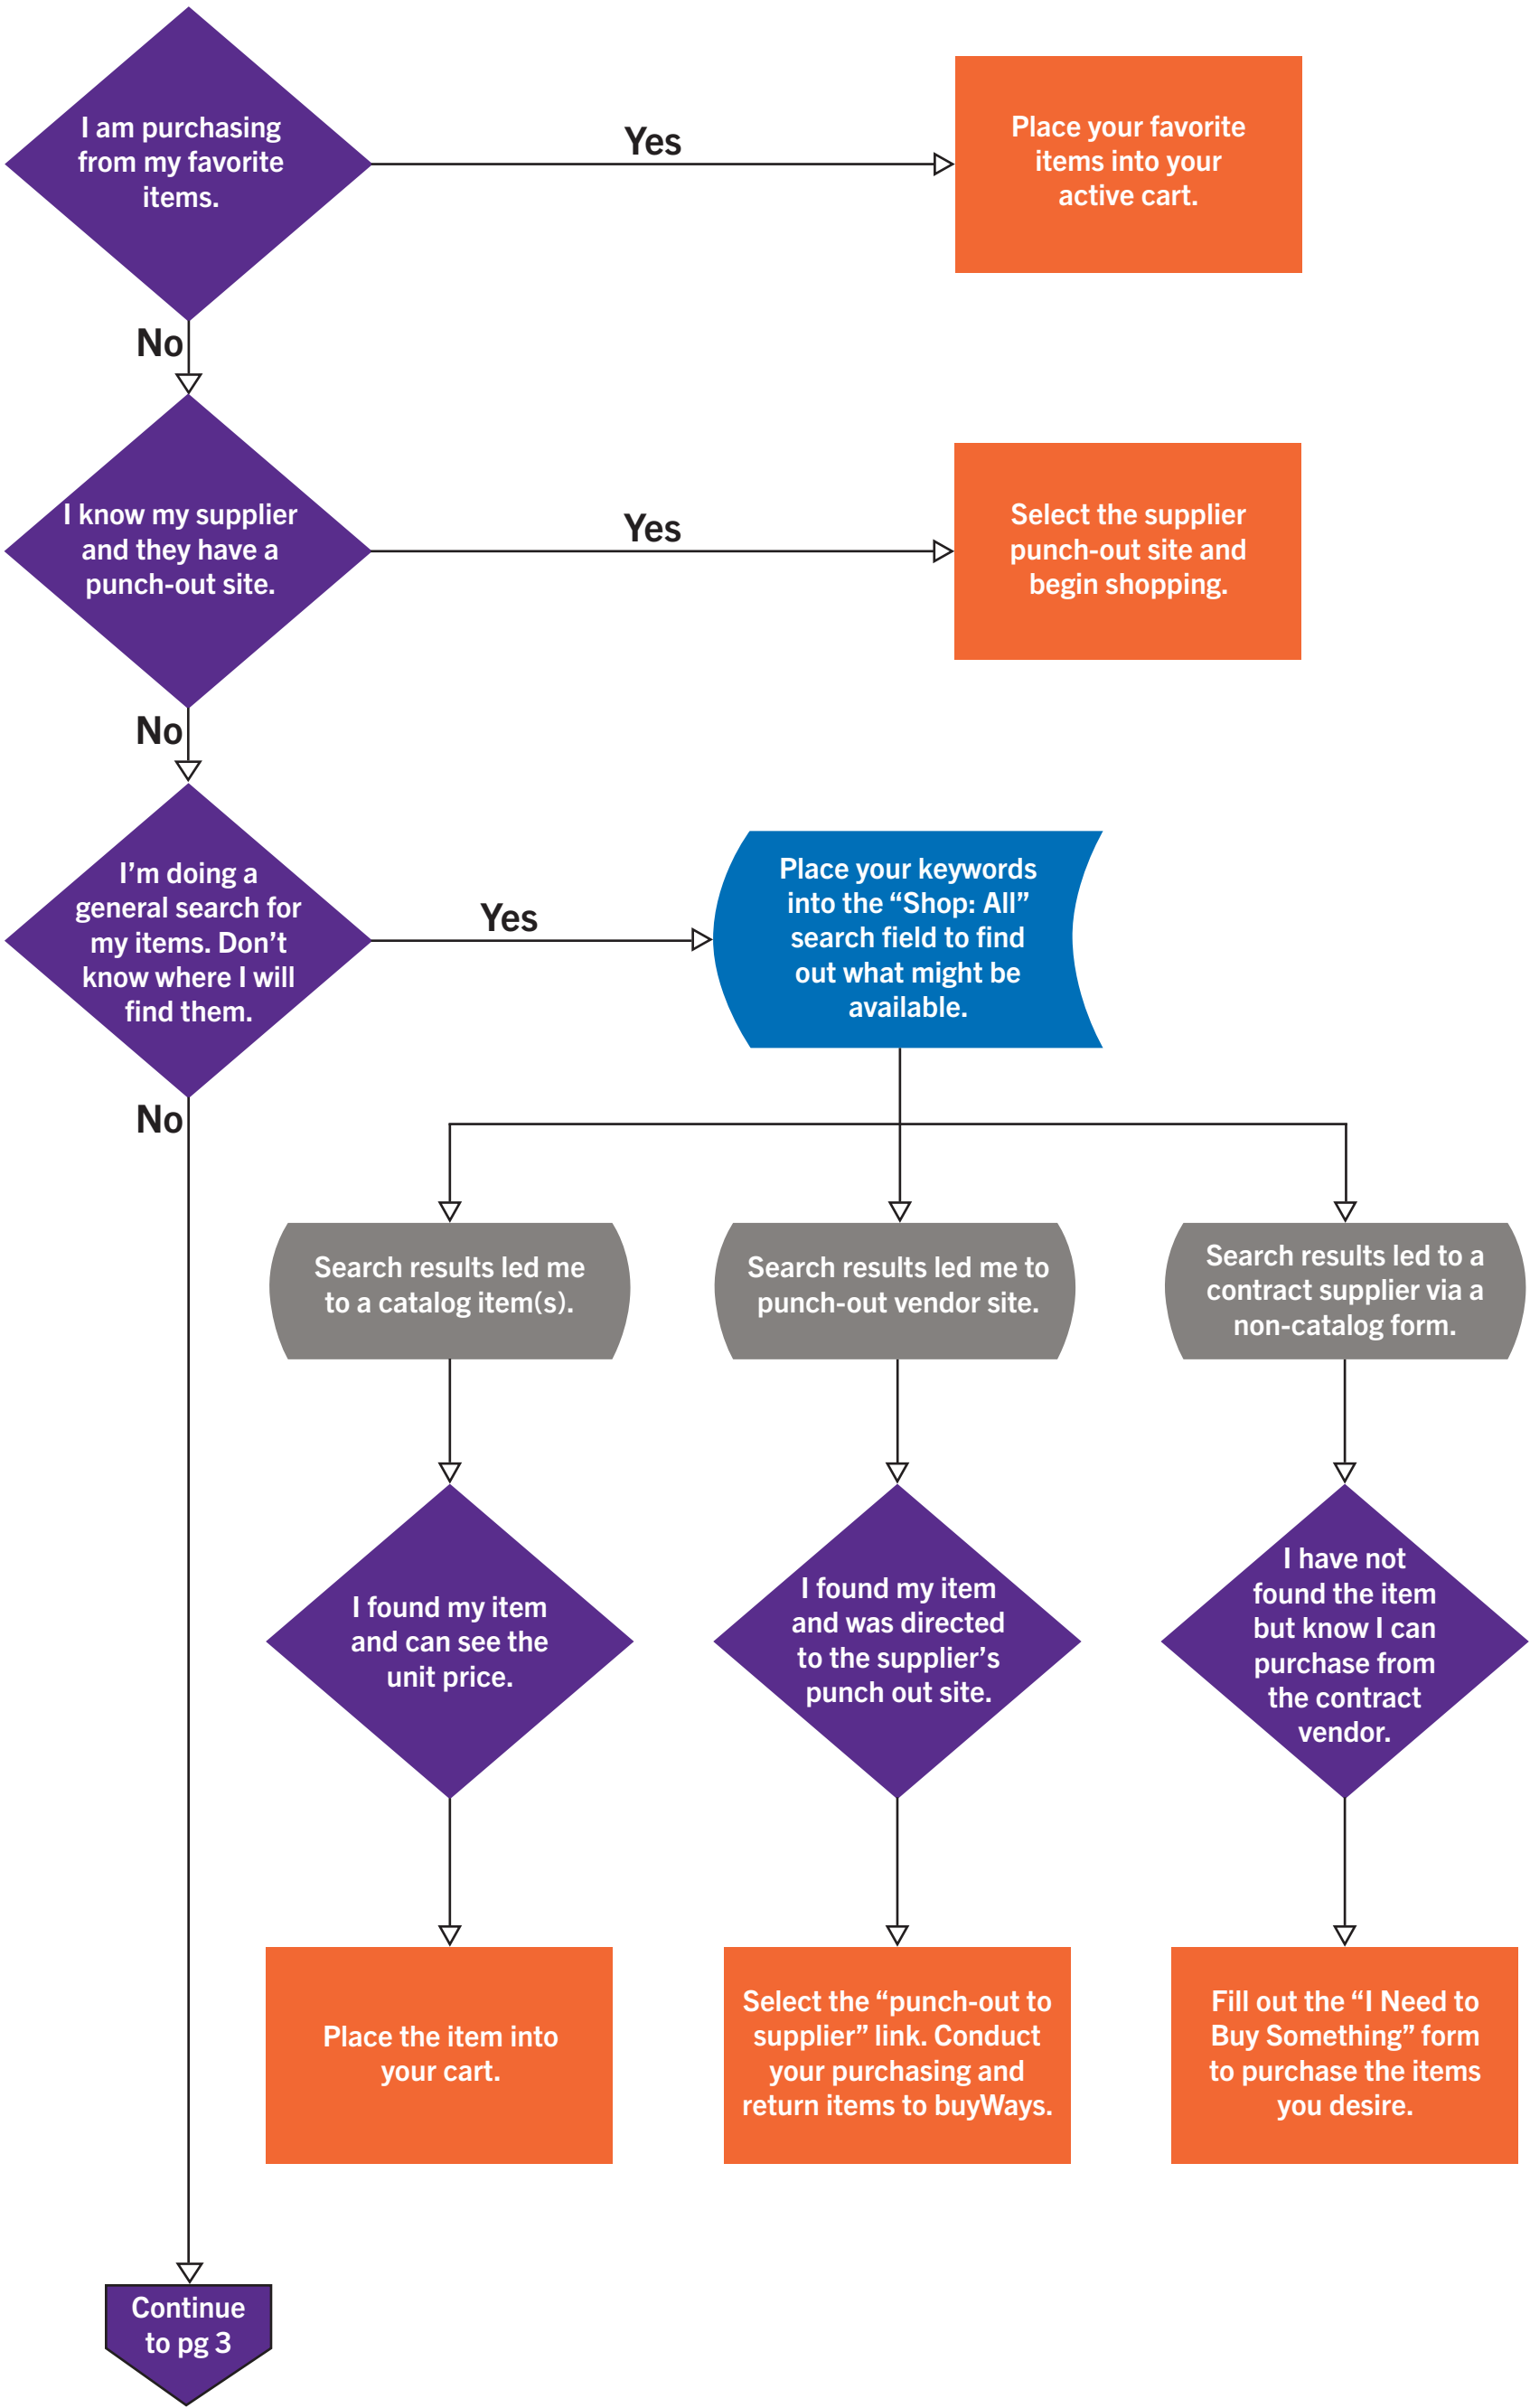 I am purchasing
from my favorite
items.
Yes
Place your favorite
items into your
active cart.
No
I know my supplier
and they have a
punch-out site.
Yes
Select the supplier
punch-out site and
begin shopping.
No
I’m doing a
general search for
my items. Don’t
know where I will
find them.
Yes
Place your keywords
into the “Shop: All”
search field to find
out what might be
available.
No
Search results led me
to a catalog item(s).
Search results led me to
punch-out vendor site.
Search results led to a
contract supplier via a
non-catalog form.
I found my item
and can see the
unit price.
I found my item
and was directed
to the supplier’s
punch out site.
I have not
found the item
but know I can
purchase from
the contract
vendor.
Place the item into
your cart.
Select the “punch-out to
supplier” link. Conduct
your purchasing and
return items to buyWays.
Fill out the “I Need to
Buy Something” form
to purchase the items
you desire.
Continue
to pg 3